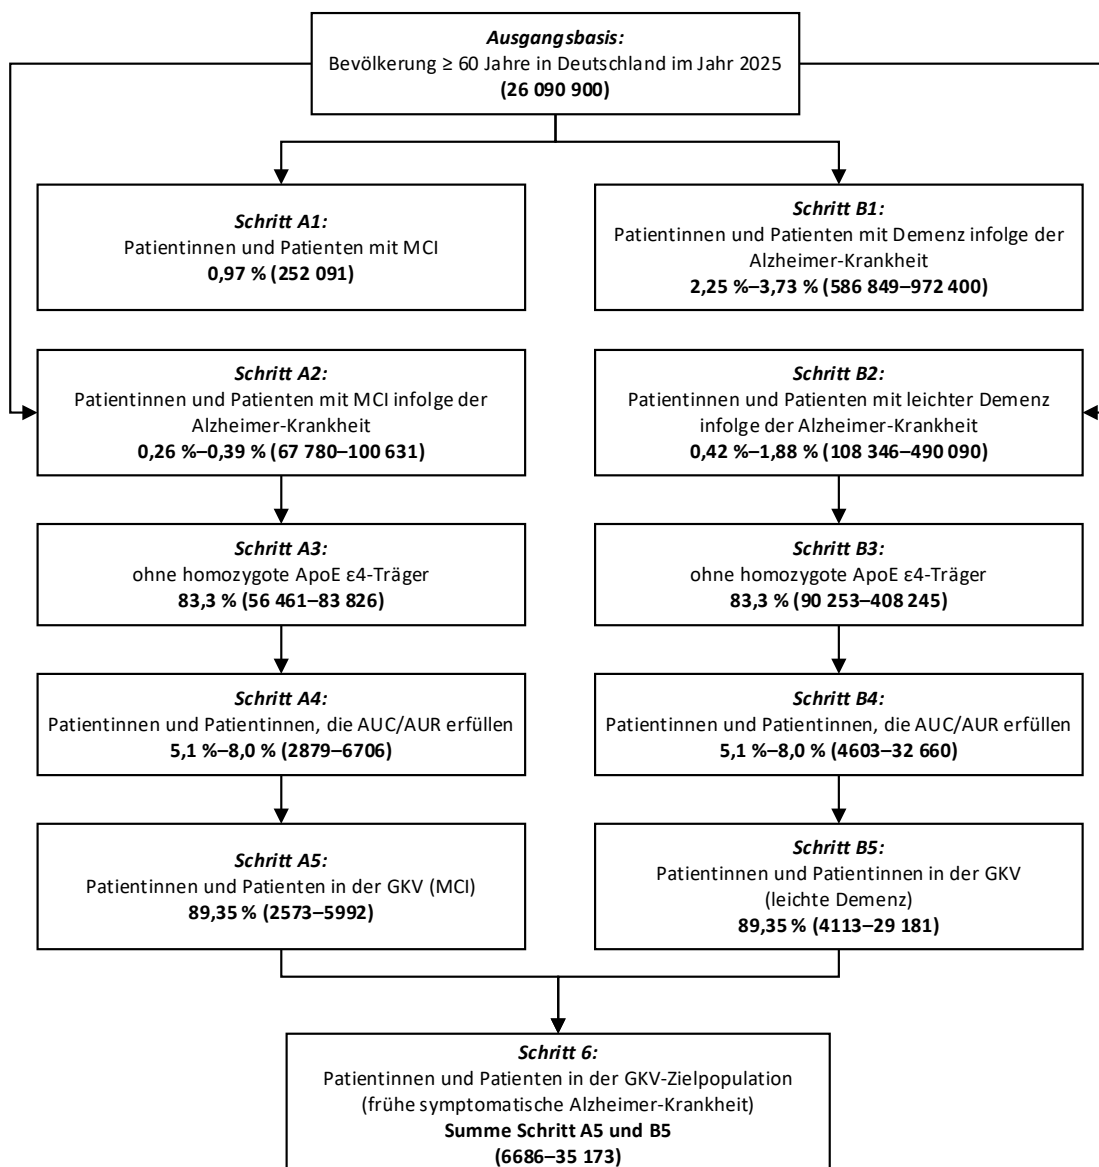 Ausgangsbasis:
Bevölkerung ≥ 60 Jahre in Deutschland im Jahr 2025
(26 090 900)
Schritt A1:
Patientinnen und Patienten mit MCI
0,97 % (252 091)
Schritt B1:
Patientinnen und Patienten mit Demenz infolge der
Alzheimer-Krankheit
2,25 %–3,73 % (586 849–972 400)
Schritt A2:
Patientinnen und Patienten mit MCI infolge der
Alzheimer-Krankheit
0,26 %–0,39 % (67 780–100 631)
Schritt B2:
Patientinnen und Patienten mit leichter Demenz
infolge der Alzheimer-Krankheit
0,42 %–1,88 % (108 346–490 090)
Schritt A3:
ohne homozygote ApoE ε4-Träger
83,3 % (56 461–83 826)
Schritt B3:
ohne homozygote ApoE ε4-Träger
83,3 % (90 253–408 245)
Schritt A4:
Patientinnen und Patientinnen, die AUC/AUR erfüllen
5,1 %–8,0 % (2879–6706)
Schritt B4:
Patientinnen und Patientinnen, die AUC/AUR erfüllen
5,1 %–8,0 % (4603–32 660)
Schritt A5:
Patientinnen und Patienten in der GKV (MCI)
89,35 % (2573–5992)
Schritt B5:
Patientinnen und Patientinnen in der GKV
(leichte Demenz)
89,35 % (4113–29 181)
Schritt 6:
Patientinnen und Patienten in der GKV-Zielpopulation
(frühe symptomatische Alzheimer-Krankheit)
Summe Schritt A5 und B5
(6686–35 173)